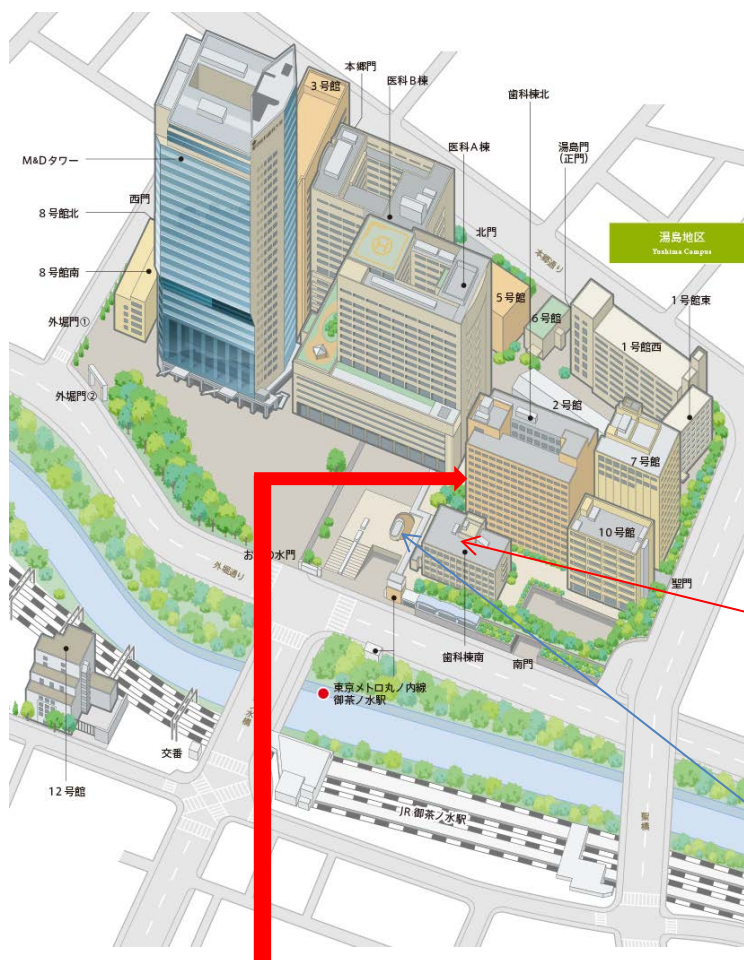 本郷門
3号館
医科B棟
歯科棟北
医科A棟
湯島門
(正門)
M&Dタワー
西門
8号館北
北門
本郷通り
湯島地区
Yushima Campus
8号館南
5号館
1号館東
6号館
外堀門①
1号館西
外堀門②
2号館
7号館
10号館
外堀通り
水門
聖門
歯科棟南
南門
東京メトロ丸ノ内線
御茶ノ水駅
水橋
交番
12号館
JR御茶ノ水駅
聖橋